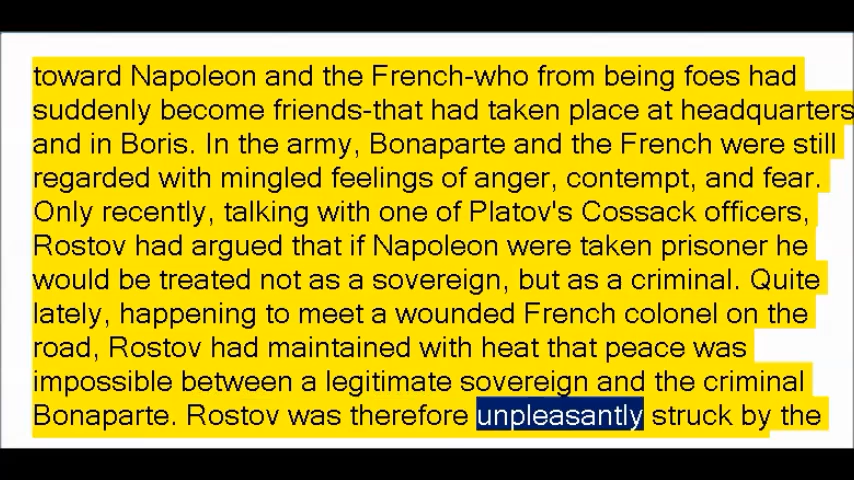 toward Napoleon and the French-who from being foes had
suddenly become friends-that had taken place at headquarters
and in Boris. In the army, Bonaparte and the French were still
regarded with mingled feelings of anger, contempt, and fear.
Only recently, talking with one of Platov's Cossack officers,
Rostov had argued that if Napoleon were taken prisoner he
would be treated not as a sovereign, but as a criminal. Quite
lately, happening to meet a wounded French colonel on the
road, Rostov had maintained with heat that peace was
impossible between a legitimate sovereign and the criminal
Bonaparte. Rostov was therefore unpleasantly struck by the